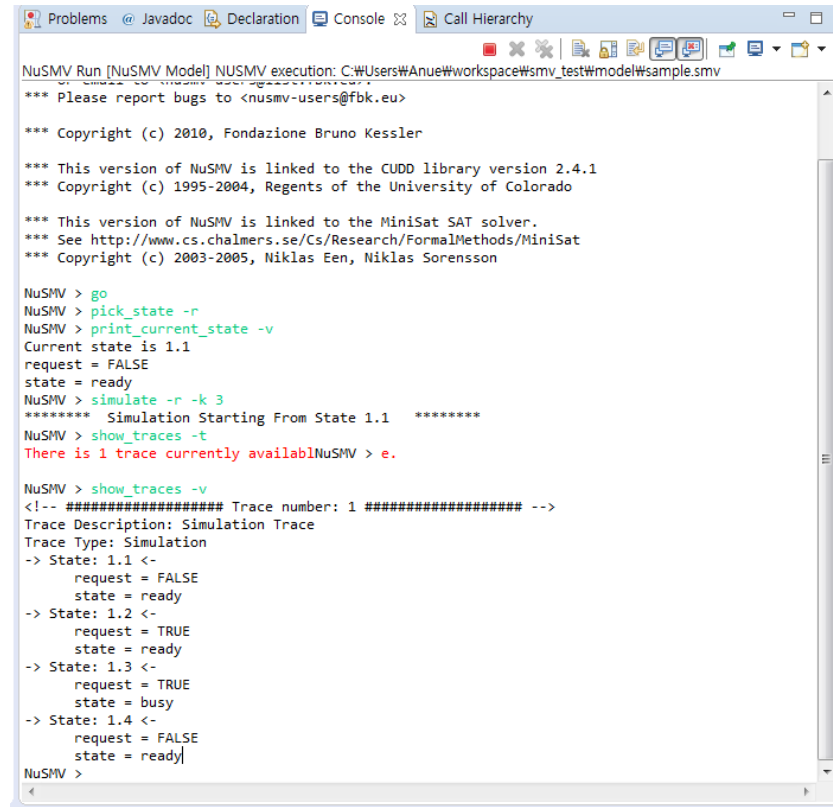 Problems @ Javadoc Declaration Console Call Hierarchy
NuSMV Run [NuSMV Model] NUSMV execution: C:₩Users₩Anue₩workspace₩smv_test₩model₩sample.smv
*** or email to <nusmv-users@list.fbk.eu>.
*** Please report bugs to <nusmv-users@fbk.eu>
*** Copyright (c) 2010, Fondazione Bruno Kessler
*** This version of NuSMV is linked to the CUDD library version 2.4.1
*** Copyright (c) 1995-2004, Regents of the University of Colorado
*** This version of NuSMV is linked to the MiniSat SAT solver.
*** See http://www.cs.chalmers.se/Cs/Research/FormalMethods/MiniSat
*** Copyright (c) 2003-2005, Niklas Een, Niklas Sorensson
NuSMV > go
NuSMV > pick_state -r
NuSMV > print_current_state -v
Current state is 1.1
request = FALSE
state = ready
NuSMV > simulate -r -k 3
******** Simulation Starting From State 1.1 ********
NuSMV > show_traces -t
There is 1 trace currently availablNuSMV > e.
NuSMV > show_traces -v
<!-- ################### Trace number: 1 ################### -->
Trace Description: Simulation Trace
Trace Type: Simulation
-> State: 1.1 <-
request = FALSE
state = ready
-> State: 1.2 <-
request = TRUE
state = ready
-> State: 1.3 <-
request = TRUE
state = busy
-> State: 1.4 <-
request = FALSE
state = ready
NuSMV >